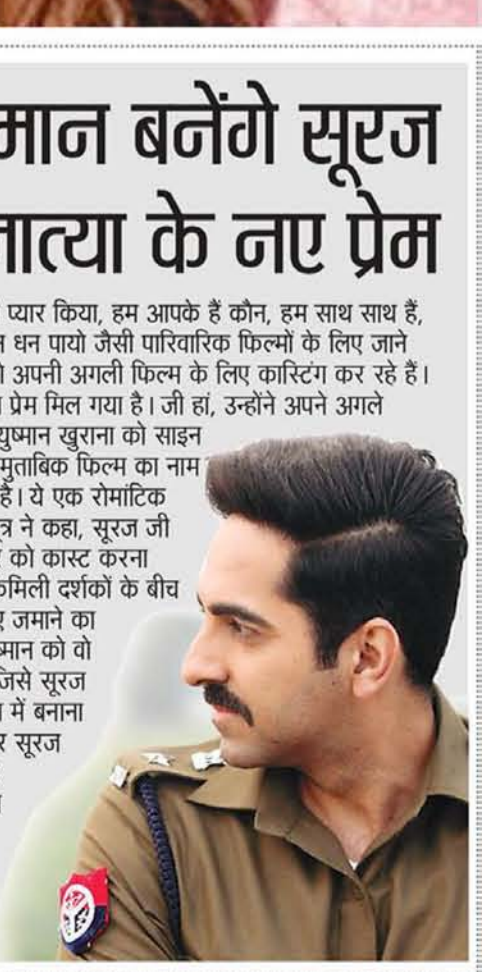 मान बनेंगे सूरज
ात्या के नए प्रेम
प्यार किया, हम आपके हैं कौन, हम साथ साथ हैं,
धन पायो जैसी पारिवारिक फिल्मों के लिए जाने
अपनी अगली फिल्म के लिए कास्टिंग कर रहे हैं।
प्रेम मिल गया है। जी हां, उन्होंने अपने अगले
युष्मान खुराना को साइन
मुताबिक फिल्म का नाम
है। ये एक रोमांटिक
त्र ने कहा, सूरज जी
को कास्ट करना
फैमिली दर्शकों के बीच
जमाने का
ष्मान को वो
जिसे सूरज
में बनाना
सूरज